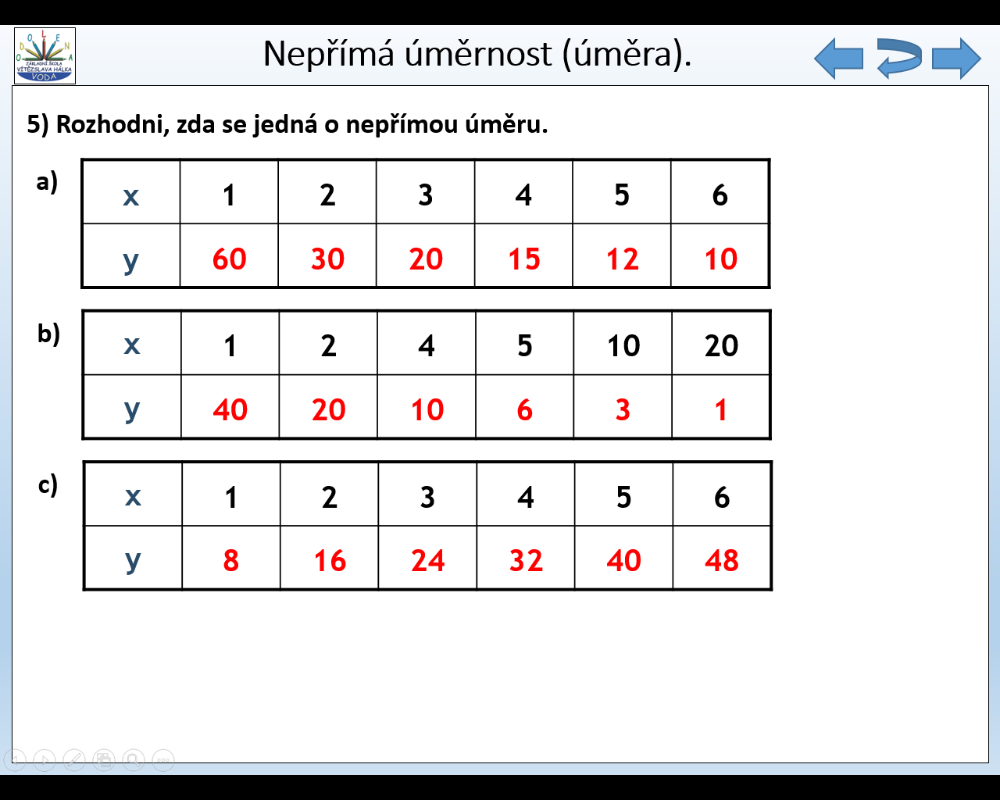 ODOLENA
ZÁKLADNÍ ŠKOLA
VÍTĚZSLAVA HÁLKA
VODA
Nepřímá úměrnost (úměra).
5) Rozhodni, zda se jedná o nepřímou úměru.
a)
x 1 2 3 4 5 6
y 60 30 20 15 12 10
b)
x 1 2 4 5 10 20
y 40 20 10 6 3 1
c)
x 1 2 3 4 5 6
y 8 16 24 32 40 48